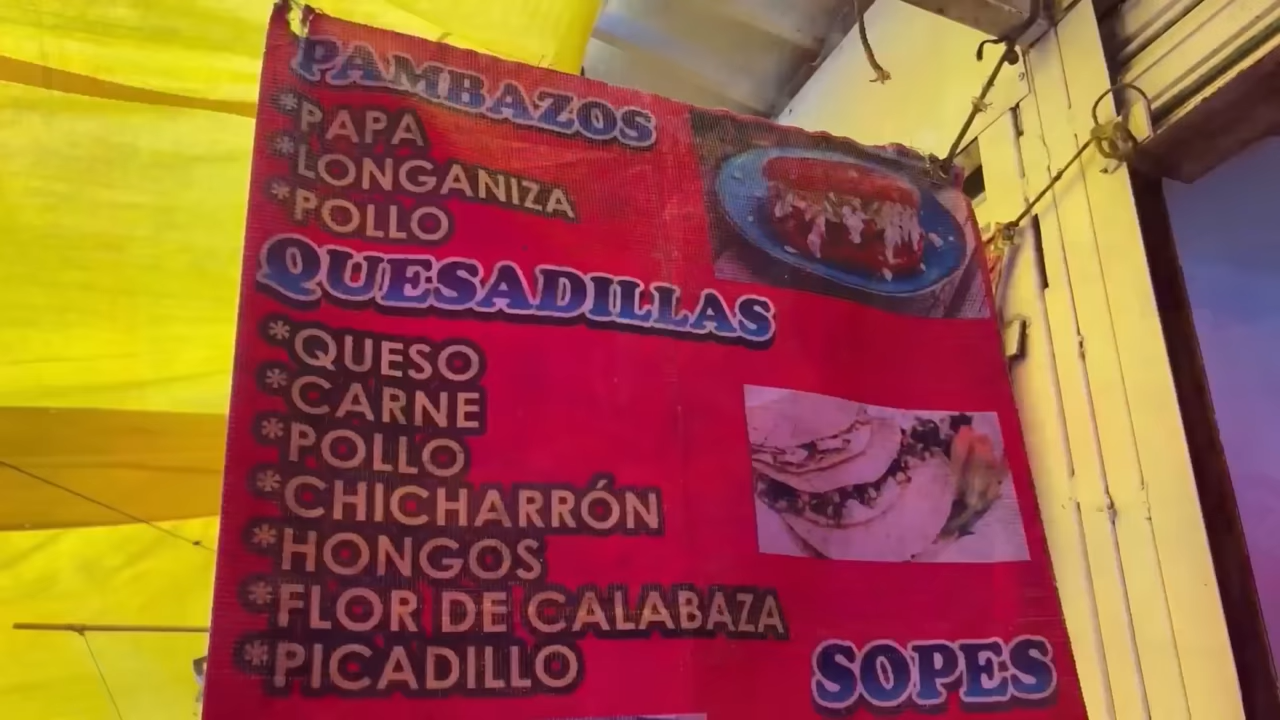 PAMBAZOS
*PAPA
*LONGANIZA
*POLLO
QUESADILLAS
*QUESO
*CARNE
*POLLO
*CHICHARRÓN
*HONGOS
*FLOR DE CALABAZA
*PICADILLO
SOPES